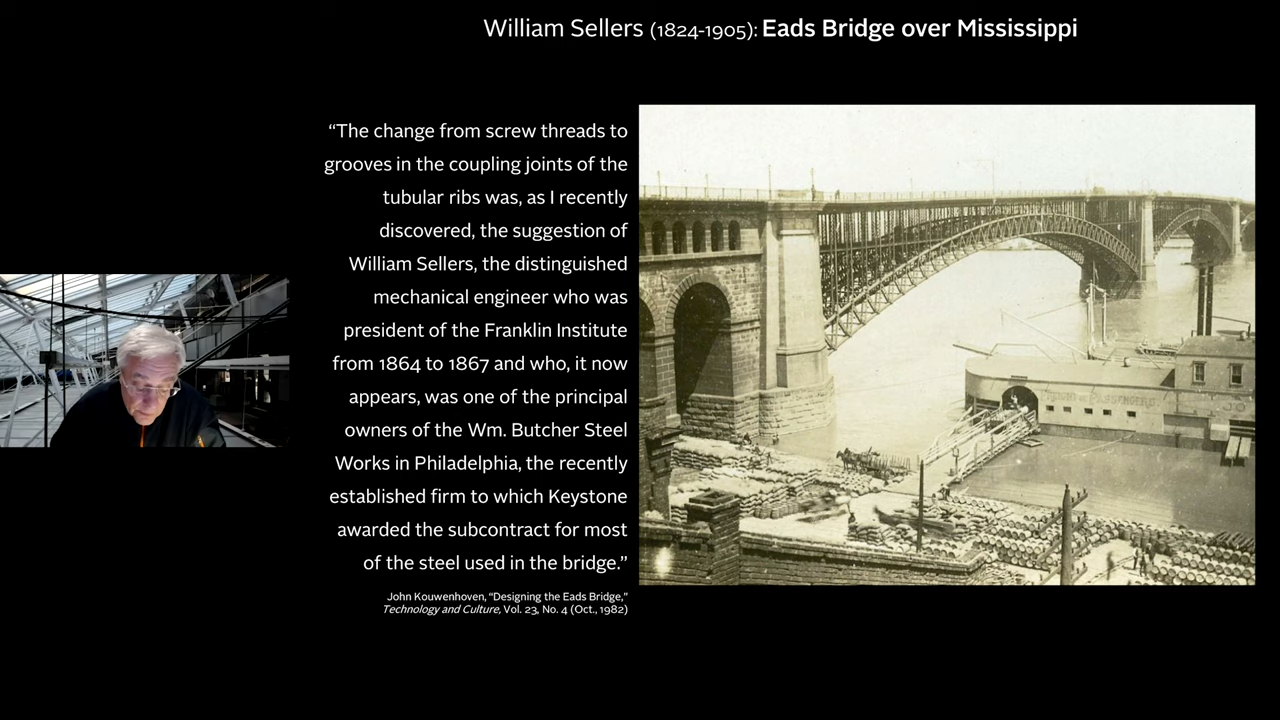 William Sellers (1824-1905): Eads Bridge over Mississippi
“The change from screw threads to
grooves in the coupling joints of the
tubular ribs was, as I recently
discovered, the suggestion of
William Sellers, the distinguished
mechanical engineer who was
president of the Franklin Institute
from 1864 to 1867 and who, it now
appears, was one of the principal
owners of the Wm. Butcher Steel
Works in Philadelphia, the recently
established firm to which Keystone
awarded the subcontract for most
of the steel used in the bridge.”
John Kouwenhoven, “Designing the Eads Bridge,”
Technology and Culture, Vol. 23, No. 4 (Oct., 1982)